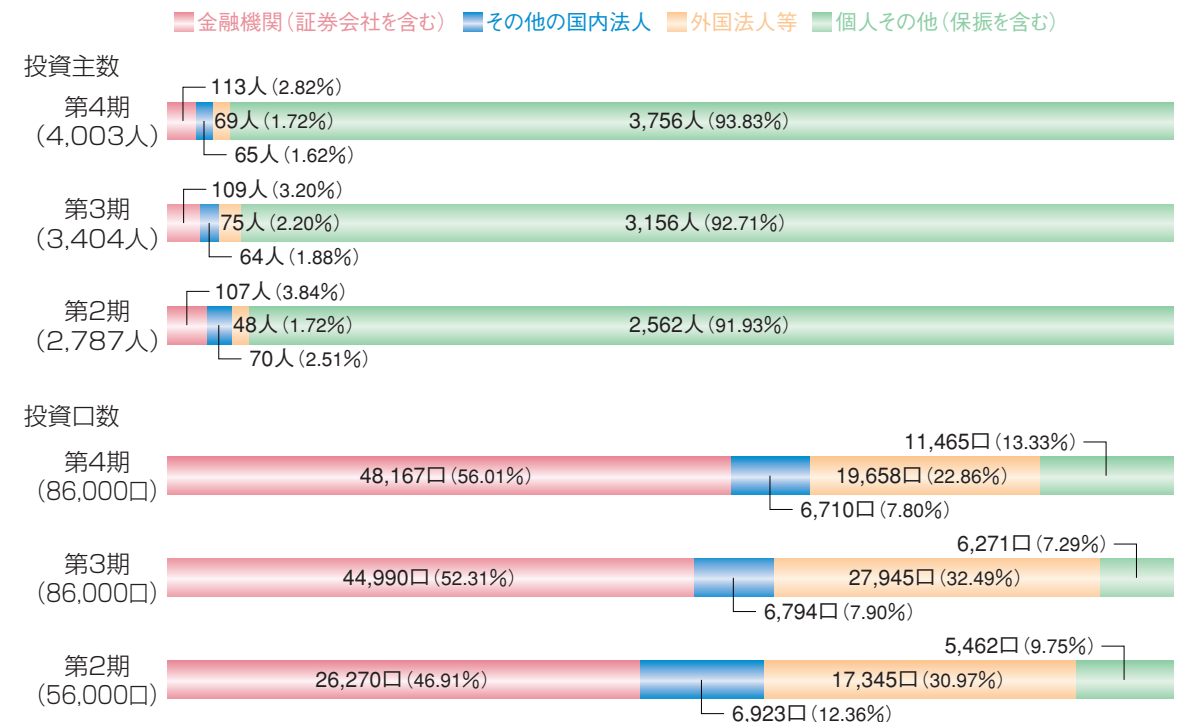 金融機関（証券会社を含む） その他の国内法人 外国法人等 個人その他（保振を含む）
投資主数
113人（2.82％）
第4期
（4,003人）
69人（1.72％）
3,756人（93.83％）
65人（1.62％）
109人（3.20％）
第3期
（3,404人）
75人（2.20％）
3,156人（92.71％）
64人（1.88％）
107人（3.84％）
第2期
（2,787人）
48人（1.72％）
2,562人（91.93％）
70人（2.51％）
投資口数
11,465口（13.33％）
第4期
（86,000口）
48,167口（56.01％）
19,658口（22.86％）
6,710口（7.80％）
6,271口（7.29％）
第3期
（86,000口）
44,990口（52.31％）
27,945口（32.49％）
6,794口（7.90％）
5,462口（9.75％）
第2期
（56,000口）
26,270口（46.91％）
17,345口（30.97％）
6,923口（12.36％）